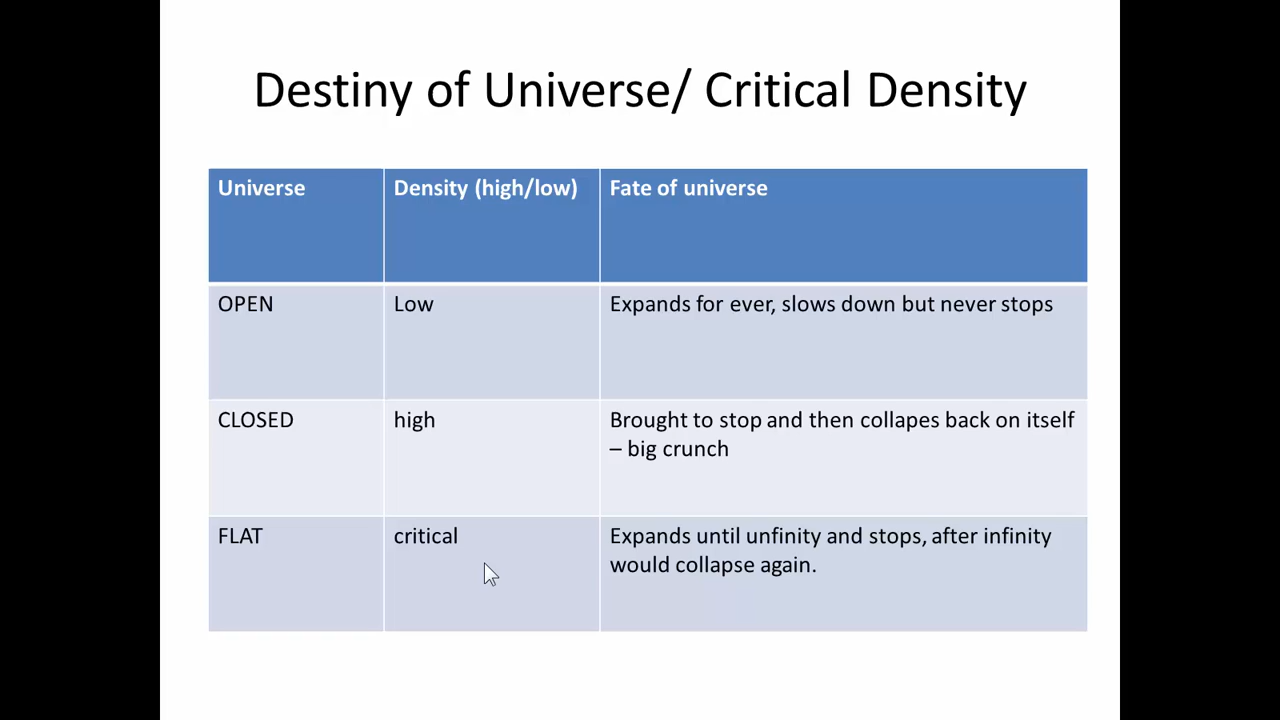 Destiny of Universe/ Critical Density
Universe
Density (high/low)
Fate of universe
OPEN
Low
Expands for ever, slows down but never stops
CLOSED
high
Brought to stop and then collapes back on itself
– big crunch
FLAT
critical
Expands until unfinity and stops, after infinity
would collapse again.